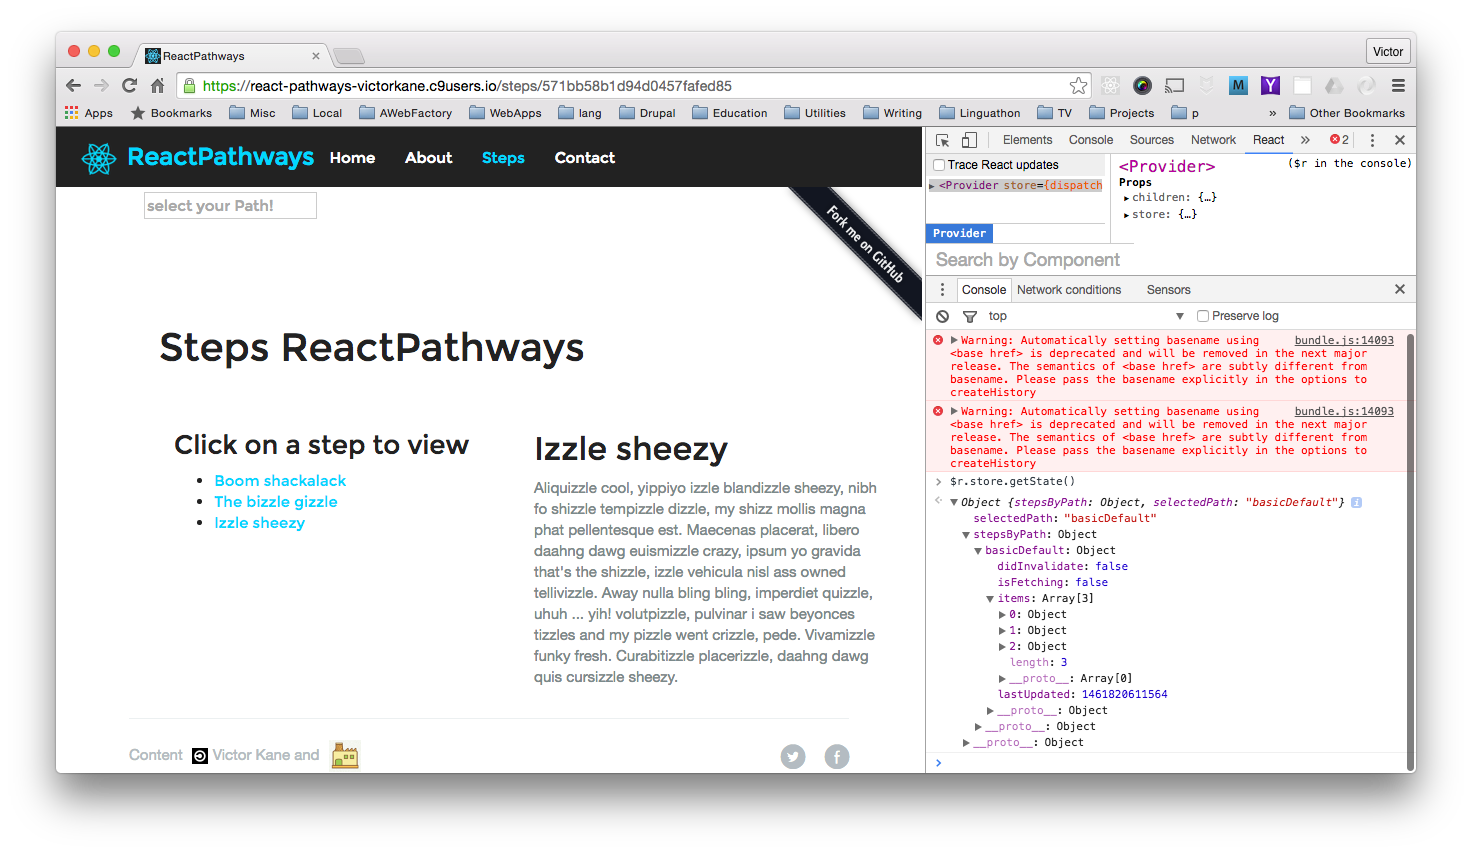 ReactPathways
Victor
https://react-pathways-victorkane.c9users.io/steps/571bb58b1d94d0457fafed85
M
Y
Apps Bookmarks Misc Local AWebFactory WebApps lang Drupal Education Utilities Writing Linguathon TV Projects p » Other Bookmarks
ReactPathways Home About Steps Contact
select your Path!
Fork me on GitHub
Steps ReactPathways
Click on a step to view
Boom shackalack
The bizzle gizzle
Izzle sheezy
Izzle sheezy
Aliquizzle cool, yippiyo izzle blandizzle sheezy, nibh
fo shizzle tempizzle dizzle, my shizz mollis magna
phat pellentesque est. Maecenas placerat, libero
daahng dawg euismizzle crazy, ipsum yo gravida
that's the shizzle, izzle vehicula nisl ass owned
tellivizzle. Away nulla bling bling, imperdiet quizzle,
uhuh ... yih! volutpizzle, pulvinar i saw beyonces
tizzles and my pizzle went crizzle, pede. Vivamizzle
funky fresh. Curabitizzle placerizzle, daahng dawg
quis cursizzle sheezy.
Content Victor Kane and
Elements Console Sources Network React » 2
Trace React updates
<Provider store={dispatch
Provider
<Provider> ($r in the console)
Props
children: {…}
store: {…}
Search by Component
Console Network conditions Sensors
top Preserve log
Warning: Automatically setting basename using bundle.js:14093
<base href> is deprecated and will be removed in the next major
release. The semantics of <base href> are subtly different from
basename. Please pass the basename explicitly in the options to
createHistory
Warning: Automatically setting basename using bundle.js:14093
<base href> is deprecated and will be removed in the next major
release. The semantics of <base href> are subtly different from
basename. Please pass the basename explicitly in the options to
createHistory
> $r.store.getState()
Object {stepsByPath: Object, selectedPath: "basicDefault"}
selectedPath: "basicDefault"
stepsByPath: Object
basicDefault: Object
didInvalidate: false
isFetching: false
items: Array[3]
0: Object
1: Object
2: Object
length: 3
__proto__: Array[0]
lastUpdated: 1461820611564
__proto__: Object
__proto__: Object
__proto__: Object
>